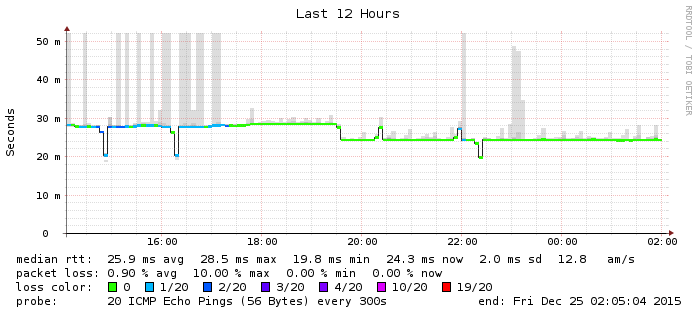 Last 12 Hours
RRDTOOL / TOBI OETIKER
Seconds
50 m
40 m
30 m
20 m
10 m
0
16:00 18:00 20:00 22:00 00:00 02:00
median rtt: 25.9 ms avg 28.5 ms max 19.8 ms min 24.3 ms now 2.0 ms sd 12.8 am/s
packet loss: 0.90 % avg 10.00 % max 0.00 % min 0.00 % now
loss color: 0 1/20 2/20 3/20 4/20 10/20 19/20
probe: 20 ICMP Echo Pings (56 Bytes) every 300s end: Fri Dec 25 02:05:04 2015